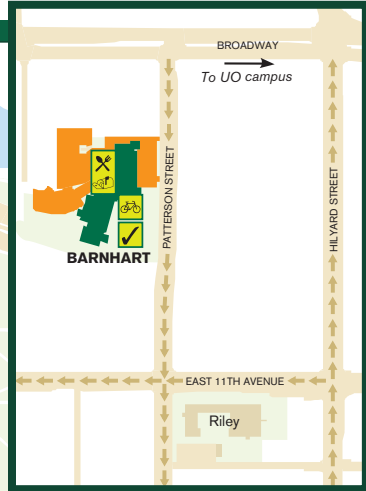 BROADWAY
To UO campus
PATTERSON STREET
HILYARD STREET
BARNHART
EAST 11TH AVENUE
Riley